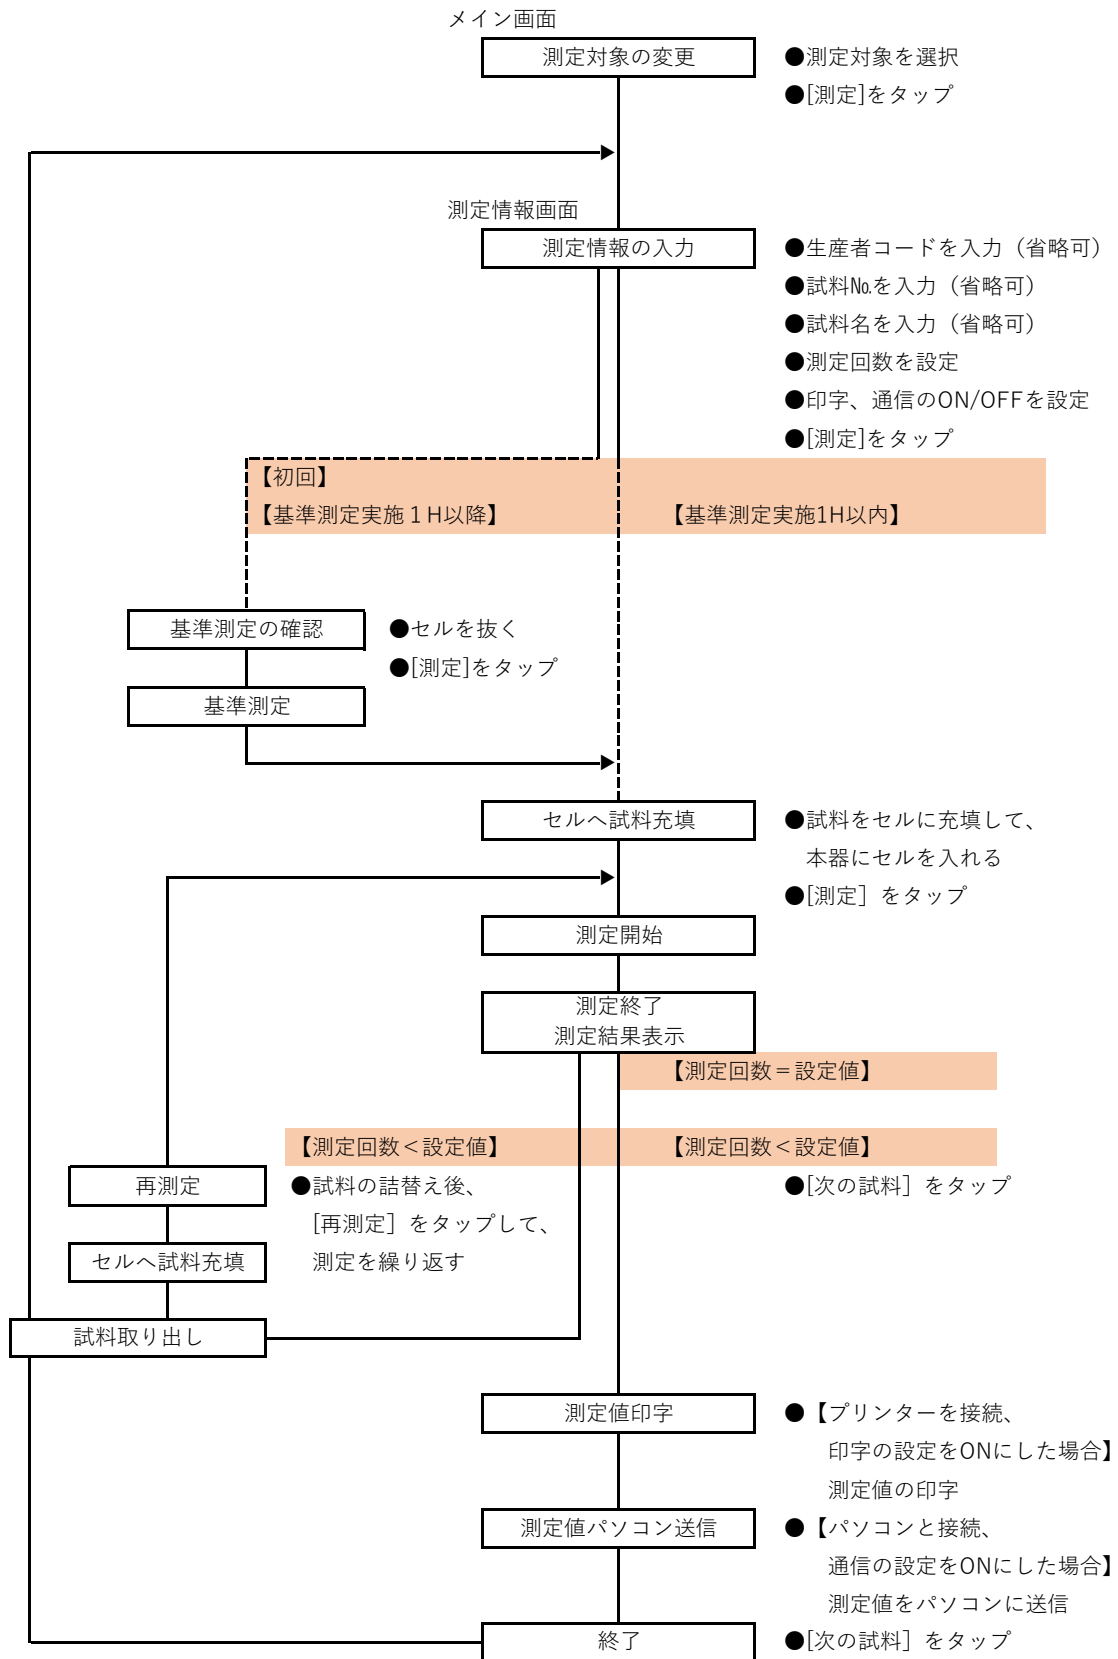 メイン画面
測定対象の変更
●測定対象を選択
●[測定]をタップ
測定情報画面
測定情報の入力
●生産者コードを入力（省略可）
●試料№を入力（省略可）
●試料名を入力（省略可）
●測定回数を設定
●印字、通信のON/OFFを設定
●[測定]をタップ
【初回】
【基準測定実施１H以降】
【基準測定実施1H以内】
基準測定の確認
●セルを抜く
●[測定]をタップ
基準測定
セルへ試料充填
●試料をセルに充填して、
本器にセルを入れる
●[測定］をタップ
測定開始
測定終了
測定結果表示
【測定回数＝設定値】
【測定回数＜設定値】
【測定回数＜設定値】
再測定
●試料の詰替え後、
[再測定］をタップして、
測定を繰り返す
●[次の試料］をタップ
セルへ試料充填
試料取り出し
測定値印字
●【プリンターを接続、
印字の設定をONにした場合】
測定値の印字
測定値パソコン送信
●【パソコンと接続、
通信の設定をONにした場合】
測定値をパソコンに送信
終了
●[次の試料］をタップ